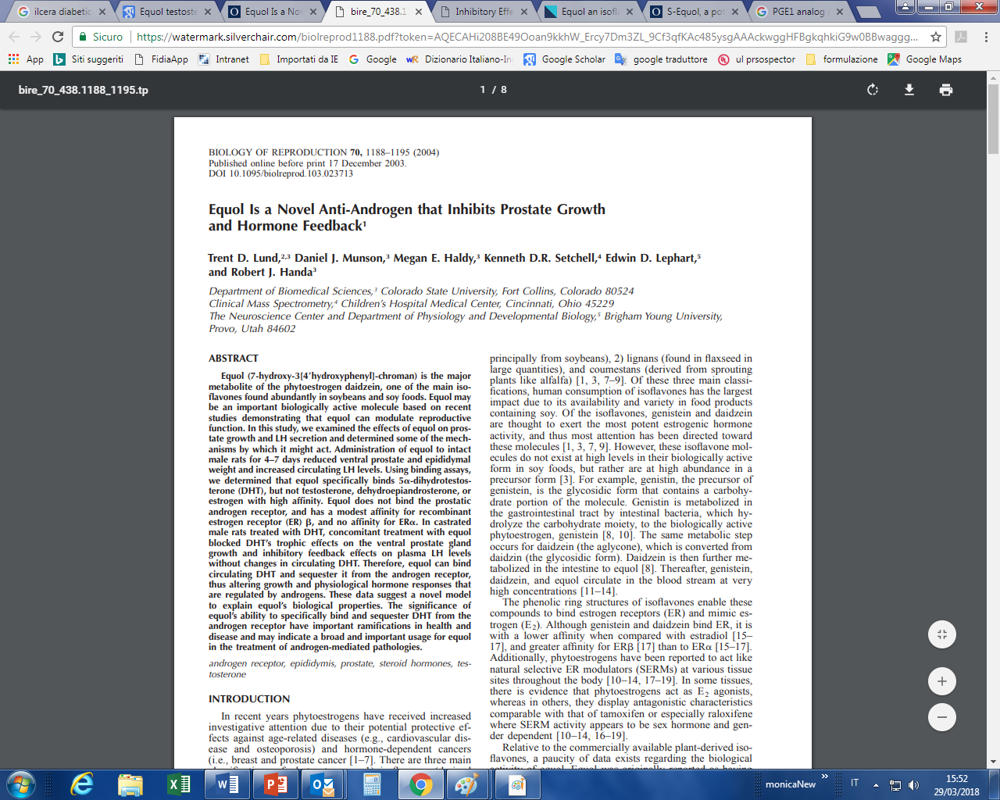 ilcera diabetic
Equol testoste
Equol Is a Nov
bire_70_438.1
Inhibitory Effe
Equol an isofl
S-Equol, a pot
PGE1 analog
Sicuro
https://watermark.silverchair.com/biolreprod1188.pdf?token=AQECAHi208BE49Ooan9kkhW_Ercy7Dm3ZL_9Cf3qfKAc485ysgAAAckwggHFBgkqhkiG9w0BBwaggg...
App
Siti suggeriti
FidiaApp
Intranet
Importati da IE
Google
Dizionario Italiano-In
Google Scholar
google traduttore
ul prsospector
formulazione
Google Maps
bire_70_438.1188_1195.tp
1 / 8
BIOLOGY OF REPRODUCTION 70, 1188–1195 (2004)
Published online before print 17 December 2003.
DOI 10.1095/biolreprod.103.023713
Equol Is a Novel Anti-Androgen that Inhibits Prostate Growth
and Hormone Feedback¹
Trent D. Lund,²,³ Daniel J. Munson,³ Megan E. Haldy,³ Kenneth D.R. Setchell,⁴ Edwin D. Lephart,⁵
and Robert J. Handa³
Department of Biomedical Sciences,³ Colorado State University, Fort Collins, Colorado 80524
Clinical Mass Spectrometry,⁴ Children's Hospital Medical Center, Cincinnati, Ohio 45229
The Neuroscience Center and Department of Physiology and Developmental Biology,⁵ Brigham Young University,
Provo, Utah 84602
ABSTRACT
Equol (7-hydroxy-3[4′hydroxyphenyl]-chroman) is the major
metabolite of the phytoestrogen daidzein, one of the main iso-
flavones found abundantly in soybeans and soy foods. Equol may
be an important biologically active molecule based on recent
studies demonstrating that equol can modulate reproductive
function. In this study, we examined the effects of equol on pros-
tate growth and LH secretion and determined some of the mech-
anisms by which it might act. Administration of equol to intact
male rats for 4–7 days reduced ventral prostate and epididymal
weight and increased circulating LH levels. Using binding assays,
we determined that equol specifically binds 5α-dihydrotestos-
terone (DHT), but not testosterone, dehydroepiandrosterone, or
estrogen with high affinity. Equol does not bind the prostatic
androgen receptor, and has a modest affinity for recombinant
estrogen receptor (ER) β, and no affinity for ERα. In castrated
male rats treated with DHT, concomitant treatment with equol
blocked DHT's trophic effects on the ventral prostate gland
growth and inhibitory feedback effects on plasma LH levels
without changes in circulating DHT. Therefore, equol can bind
circulating DHT and sequester it from the androgen receptor,
thus altering growth and physiological hormone responses that
are regulated by androgens. These data suggest a novel model
to explain equol's biological properties. The significance of
equol's ability to specifically bind and sequester DHT from the
androgen receptor have important ramifications in health and
disease and may indicate a broad and important usage for equol
in the treatment of androgen-mediated pathologies.
androgen receptor, epididymis, prostate, steroid hormones, tes-
tosterone
INTRODUCTION
In recent years phytoestrogens have received increased
investigative attention due to their potential protective ef-
fects against age-related diseases (e.g., cardiovascular dis-
ease and osteoporosis) and hormone-dependent cancers
(i.e., breast and prostate cancer [1–7]. There are three main
principally from soybeans), 2) lignans (found in flaxseed in
large quantities), and coumestans (derived from sprouting
plants like alfalfa) [1, 3, 7–9]. Of these three main classi-
fications, human consumption of isoflavones has the largest
impact due to its availability and variety in food products
containing soy. Of the isoflavones, genistein and daidzein
are thought to exert the most potent estrogenic hormone
activity, and thus most attention has been directed toward
these molecules [1, 3, 7, 9]. However, these isoflavone mol-
ecules do not exist at high levels in their biologically active
form in soy foods, but rather are at high abundance in a
precursor form [3]. For example, genistin, the precursor of
genistein, is the glycosidic form that contains a carbohy-
drate portion of the molecule. Genistin is metabolized in
the gastrointestinal tract by intestinal bacteria, which hy-
drolyze the carbohydrate moiety, to the biologically active
phytoestrogen, genistein [8, 10]. The same metabolic step
occurs for daidzein (the aglycone), which is converted from
daidzin (the glycosidic form). Daidzein is then further me-
tabolized in the intestine to equol [8]. Thereafter, genistein,
daidzein, and equol circulate in the blood stream at very
high concentrations [11–14].
The phenolic ring structures of isoflavones enable these
compounds to bind estrogen receptors (ER) and mimic es-
trogen (E₂). Although genistein and daidzein bind ER, it is
with a lower affinity when compared with estradiol [15–
17], and greater affinity for ERβ [17] than to ERα [15–17].
Additionally, phytoestrogens have been reported to act like
natural selective ER modulators (SERMs) at various tissue
sites throughout the body [10–14, 17–19]. In some tissues,
there is evidence that phytoestrogens act as E₂ agonists,
whereas in others, they display antagonistic characteristics
comparable with that of tamoxifen or especially raloxifene
where SERM activity appears to be sex hormone and gen-
der dependent [10–14, 16–19].
Relative to the commercially available plant-derived iso-
flavones, a paucity of data exists regarding the biological
monicaNew
IT
15:52
29/03/2018